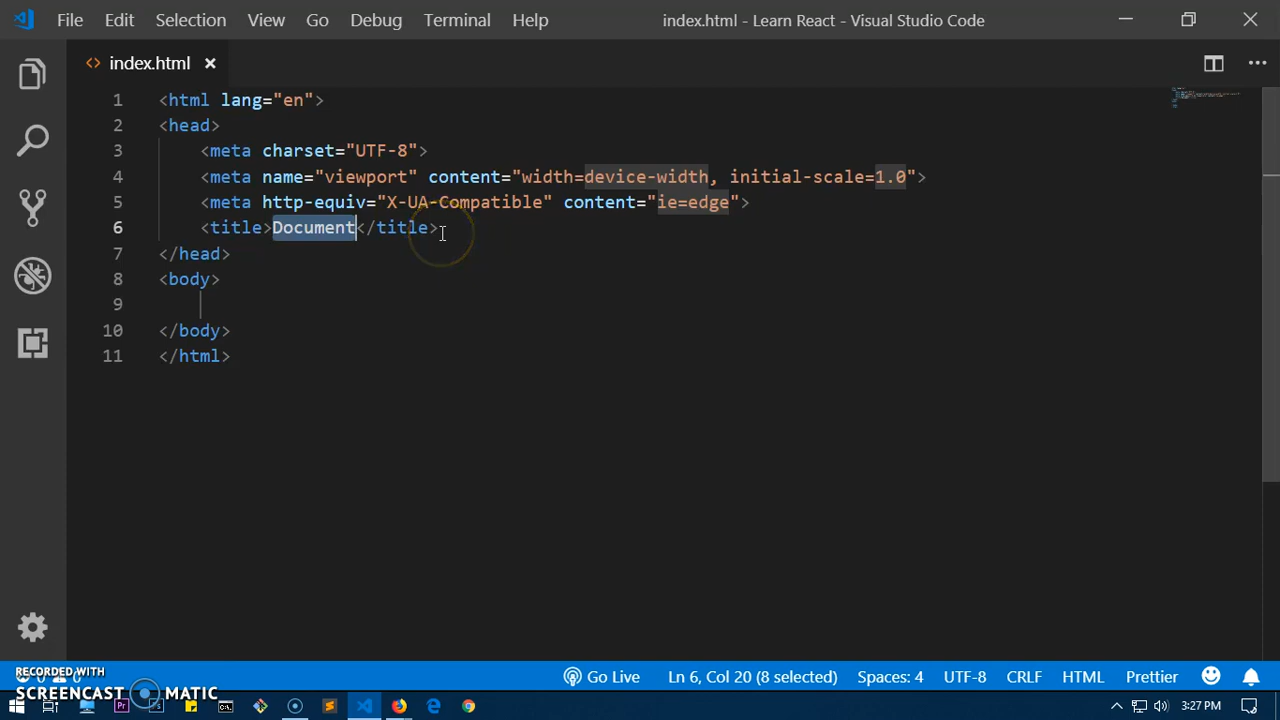 File Edit Selection View Go Debug Terminal Help index.html - Learn React - Visual Studio Code
index.html
1 <html lang="en">
2 <head>
3 <meta charset="UTF-8">
4 <meta name="viewport" content="width=device-width, initial-scale=1.0">
5 <meta http-equiv="X-UA-Compatible" content="ie=edge">
6 <title>Document</title>
7 </head>
8 <body>
9
10 </body>
11 </html>
RECORDED WITH
SCREENCAST MATIC
Go Live Ln 6, Col 20 (8 selected) Spaces: 4 UTF-8 CRLF HTML Prettier
3:27 PM